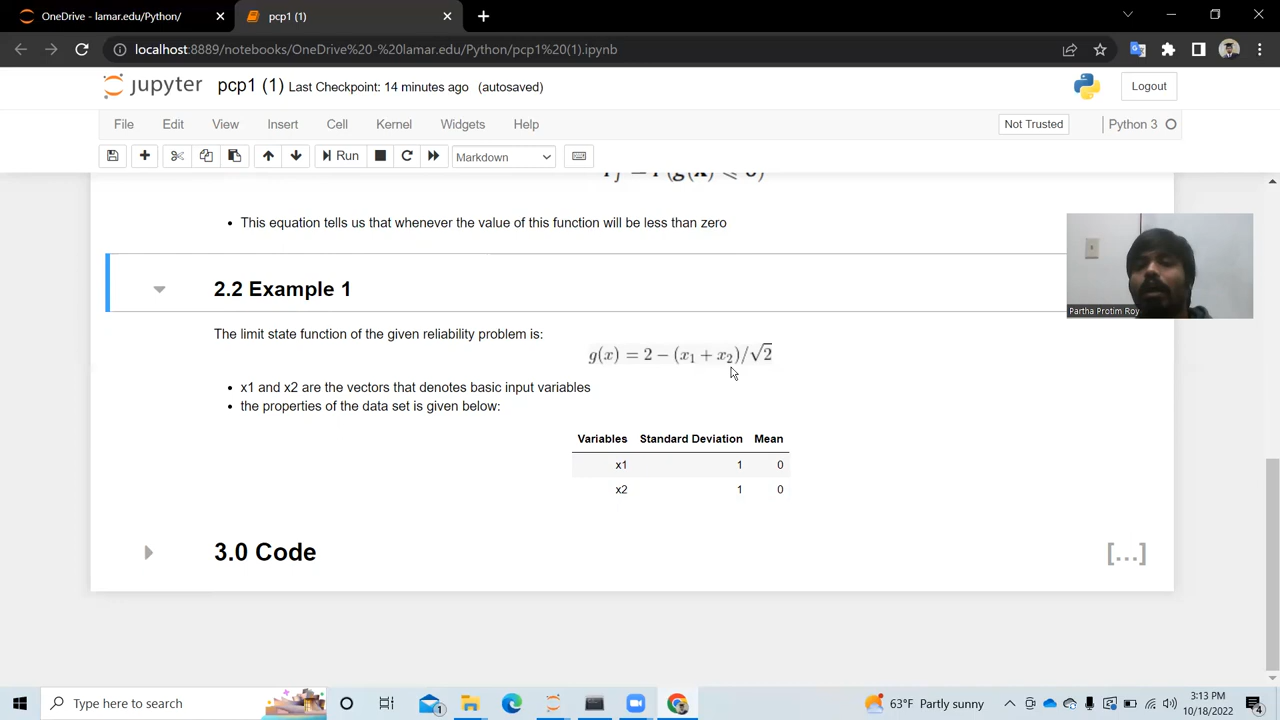 OneDrive - lamar.edu/Python/
pcp1 (1)
localhost:8889/notebooks/OneDrive%20-%20lamar.edu/Python/pcp1%20(1).ipynb
jupyter pcp1 (1) Last Checkpoint: 14 minutes ago (autosaved)
Logout
File Edit View Insert Cell Kernel Widgets Help
Not Trusted
Python 3
Run
Markdown
This equation tells us that whenever the value of this function will be less than zero
Partha Protim Roy
2.2 Example 1
The limit state function of the given reliability problem is:
g(x) = 2 − (x₁ + x₂)/√2
x1 and x2 are the vectors that denotes basic input variables
the properties of the data set is given below:
Variables Standard Deviation Mean
x1 1 0
x2 1 0
3.0 Code
[...]
Type here to search
1
63°F Partly sunny
3:13 PM
10/18/2022
4